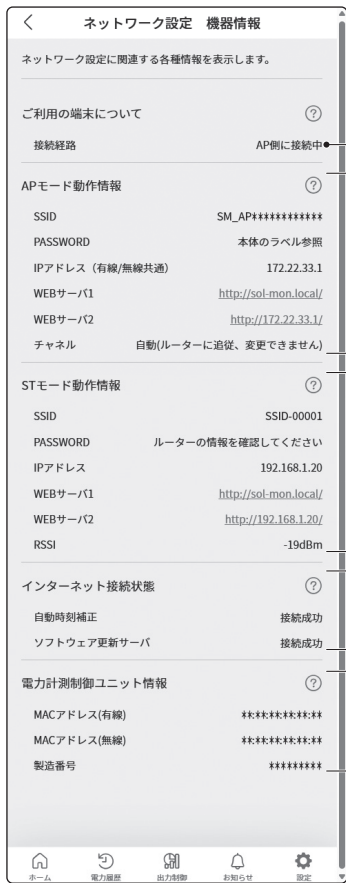 ネットワーク設定　機器情報
ネットワーク設定に関連する各種情報を表示します。
ご利用の端末について ?
接続経路 AP側に接続中
APモード動作情報 ?
SSID SM_AP************
PASSWORD 本体のラベル参照
IPアドレス（有線/無線共通） 172.22.33.1
WEBサーバ1 http://sol-mon.local/
WEBサーバ2 http://172.22.33.1/
チャネル 自動(ルーターに追従、変更できません)
STモード動作情報 ?
SSID SSID-00001
PASSWORD ルーターの情報を確認してください
IPアドレス 192.168.1.20
WEBサーバ1 http://sol-mon.local/
WEBサーバ2 http://192.168.1.20/
RSSI -19dBm
インターネット接続状態 ?
自動時刻補正 接続成功
ソフトウェア更新サーバ 接続成功
電力計測制御ユニット情報 ?
MACアドレス(有線) **:**:**:**:**:**
MACアドレス(無線) **:**:**:**:**:**
製造番号 *********
ホーム 電力履歴 出力制御 お知らせ 設定